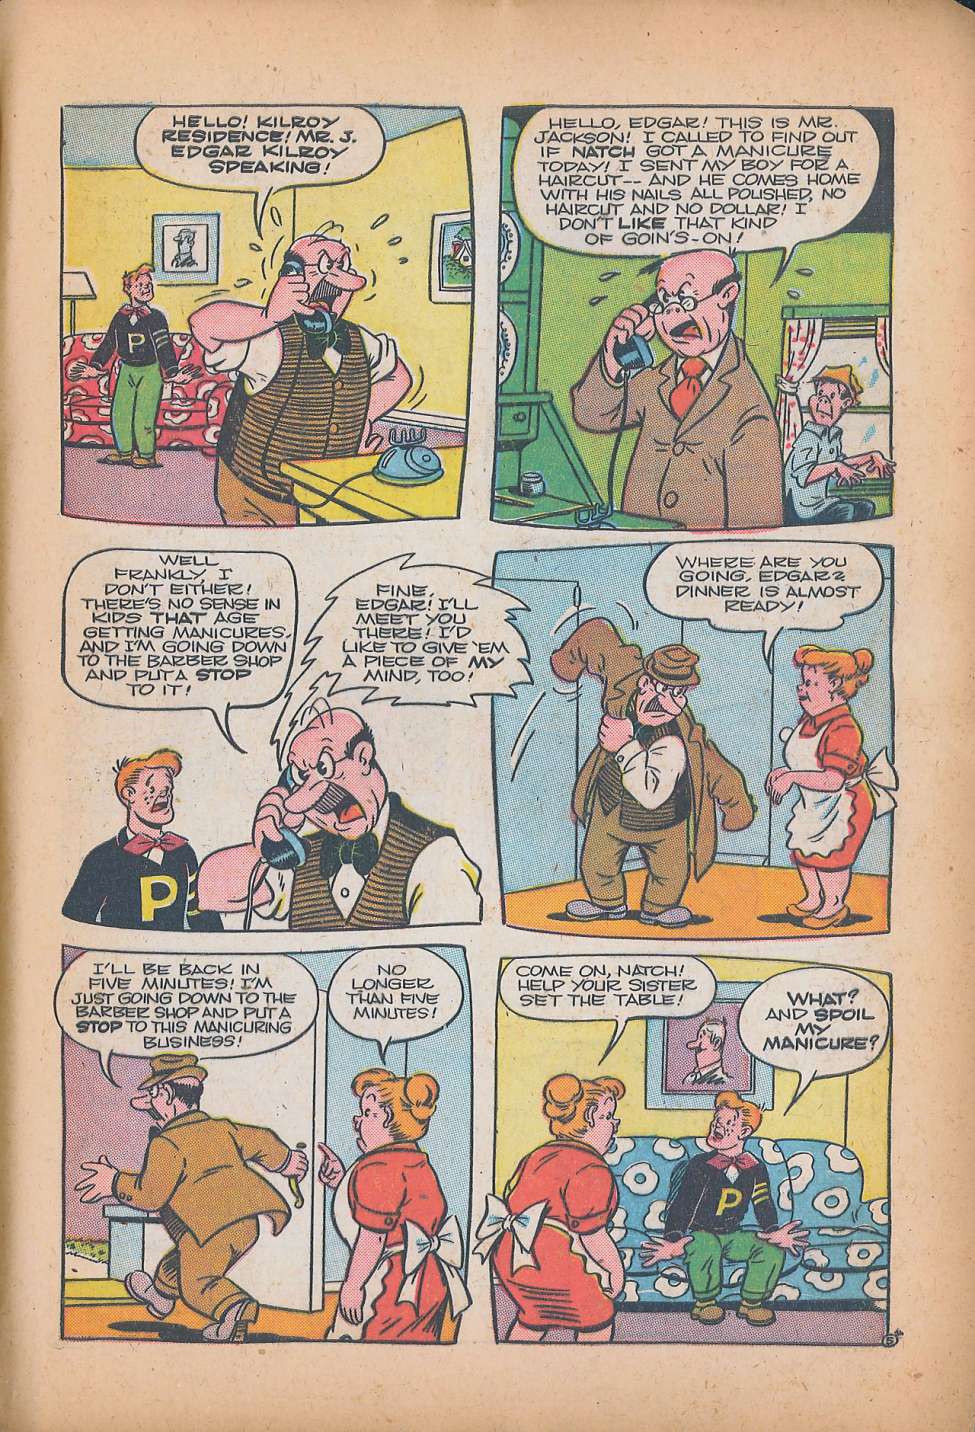 HELLO! KILROY
RESIDENCE! MR. J.
EDGAR KILROY
SPEAKING!
P
HELLO, EDGAR! THIS IS MR.
JACKSON! I CALLED TO FIND OUT
IF NATCH GOT A MANICURE
TODAY! I SENT MY BOY FOR A
HAIRCUT-- AND HE COMES HOME
WITH HIS NAILS ALL POLISHED, NO
HAIRCUT AND NO DOLLAR! I
DON'T LIKE THAT KIND
OF GOIN'S-ON!
WELL,
FRANKLY, I
DON'T EITHER!
THERE'S NO SENSE IN
KIDS THAT AGE
GETTING MANICURES,
AND I'M GOING DOWN
TO THE BARBER SHOP
AND PUT A STOP
TO IT!
FINE,
EDGAR! I'LL
MEET YOU
THERE! I'D
LIKE TO GIVE 'EM
A PIECE OF MY
MIND, TOO!
P
WHERE ARE YOU
GOING, EDGAR?
DINNER IS ALMOST
READY!
I'LL BE BACK IN
FIVE MINUTES! I'M
JUST GOING DOWN TO THE
BARBER SHOP AND PUT A
STOP TO THIS MANICURING
BUSINESS!
NO
LONGER
THAN FIVE
MINUTES!
COME ON, NATCH!
HELP YOUR SISTER
SET THE TABLE!
WHAT?
AND SPOIL
MY
MANICURE?
P
5